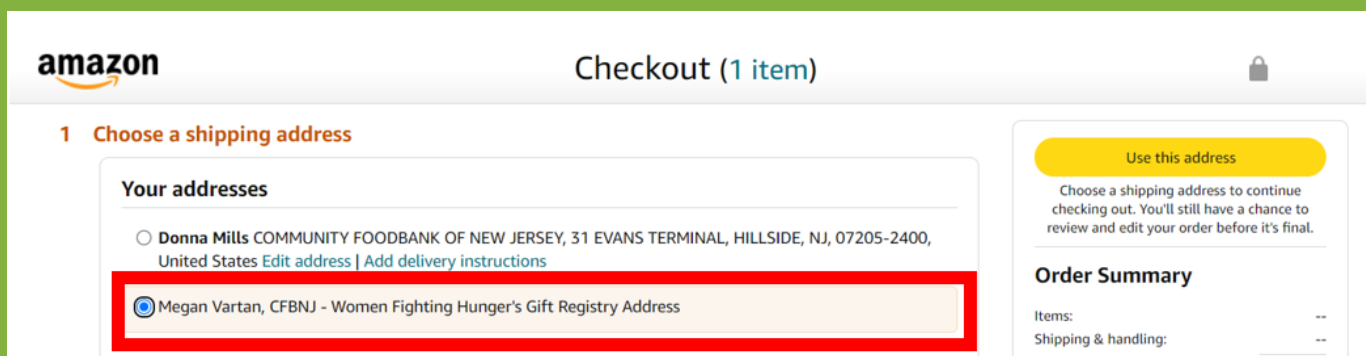 amazon
Checkout (1 item)
1 Choose a shipping address
Your addresses
Donna Mills COMMUNITY FOODBANK OF NEW JERSEY, 31 EVANS TERMINAL, HILLSIDE, NJ, 07205-2400,
United States Edit address | Add delivery instructions
Megan Vartan, CFBNJ - Women Fighting Hunger's Gift Registry Address
Use this address
Choose a shipping address to continue
checking out. You'll still have a chance to
review and edit your order before it's final.
Order Summary
Items: --
Shipping & handling: --